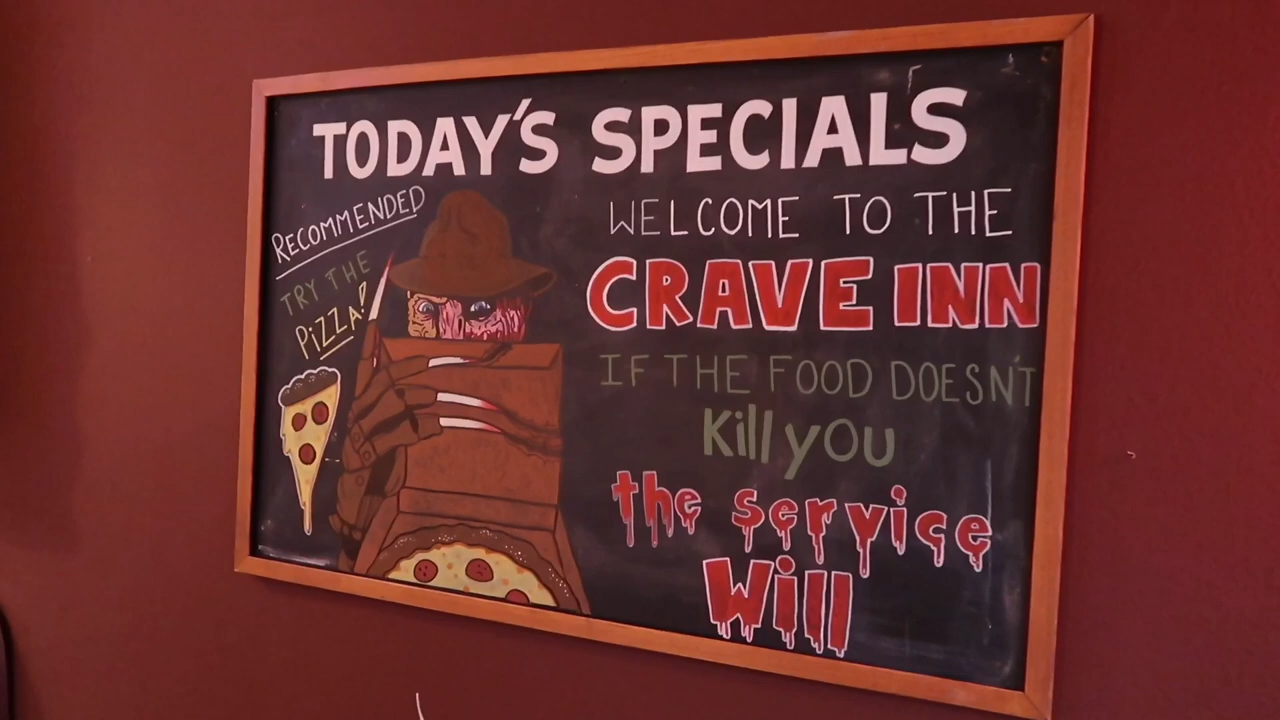 TODAY'S SPECIALS
RECOMMENDED
TRY THE
PiZZA!
WELCOME TO THE
CRAVE INN
IF THE FOOD DOESN'T
Kill yOU
the service
Will